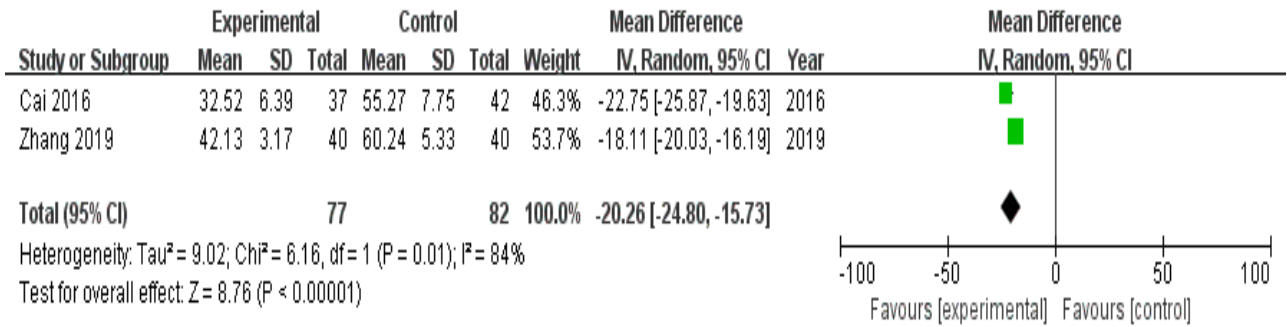 Experimental Control Mean Difference Mean Difference
Study or Subgroup Mean SD Total Mean SD Total Weight IV, Random, 95% CI Year IV, Random, 95% CI
Cai 2016 32.52 6.39 37 55.27 7.75 42 46.3% -22.75 [-25.87, -19.63] 2016
Zhang 2019 42.13 3.17 40 60.24 5.33 40 53.7% -18.11 [-20.03, -16.19] 2019
Total (95% CI) 77 82 100.0% -20.26 [-24.80, -15.73]
Heterogeneity: Tau² = 9.02; Chi² = 6.16, df = 1 (P = 0.01); I² = 84%
Test for overall effect: Z = 8.76 (P < 0.00001)
-100 -50 0 50 100
Favours [experimental] Favours [control]